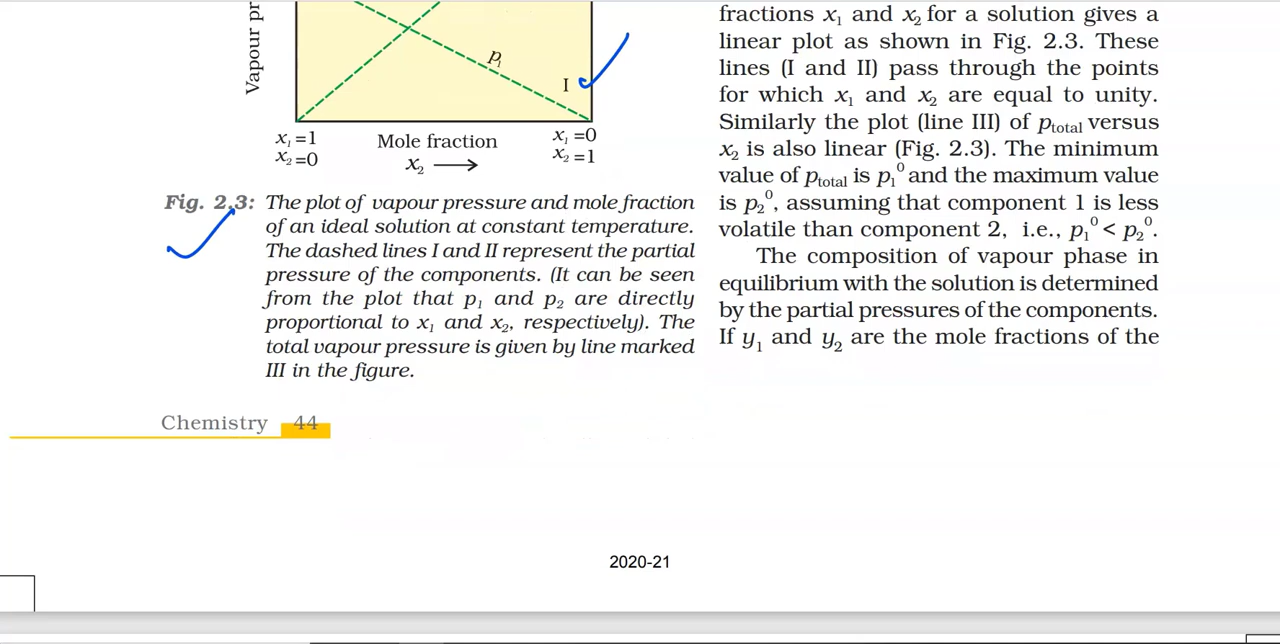 Vapour pr
p₁
I
x₁ =1
x₂ =0
Mole fraction
x₂
x₁ =0
x₂ =1
Fig. 2.3: The plot of vapour pressure and mole fraction
of an ideal solution at constant temperature.
The dashed lines I and II represent the partial
pressure of the components. (It can be seen
from the plot that p₁ and p₂ are directly
proportional to x₁ and x₂, respectively). The
total vapour pressure is given by line marked
III in the figure.
fractions x₁ and x₂ for a solution gives a
linear plot as shown in Fig. 2.3. These
lines (I and II) pass through the points
for which x₁ and x₂ are equal to unity.
Similarly the plot (line III) of p_total versus
x₂ is also linear (Fig. 2.3). The minimum
value of p_total is p₁⁰ and the maximum value
is p₂⁰, assuming that component 1 is less
volatile than component 2, i.e., p₁⁰ < p₂⁰.
The composition of vapour phase in
equilibrium with the solution is determined
by the partial pressures of the components.
If y₁ and y₂ are the mole fractions of the
Chemistry 44
2020-21